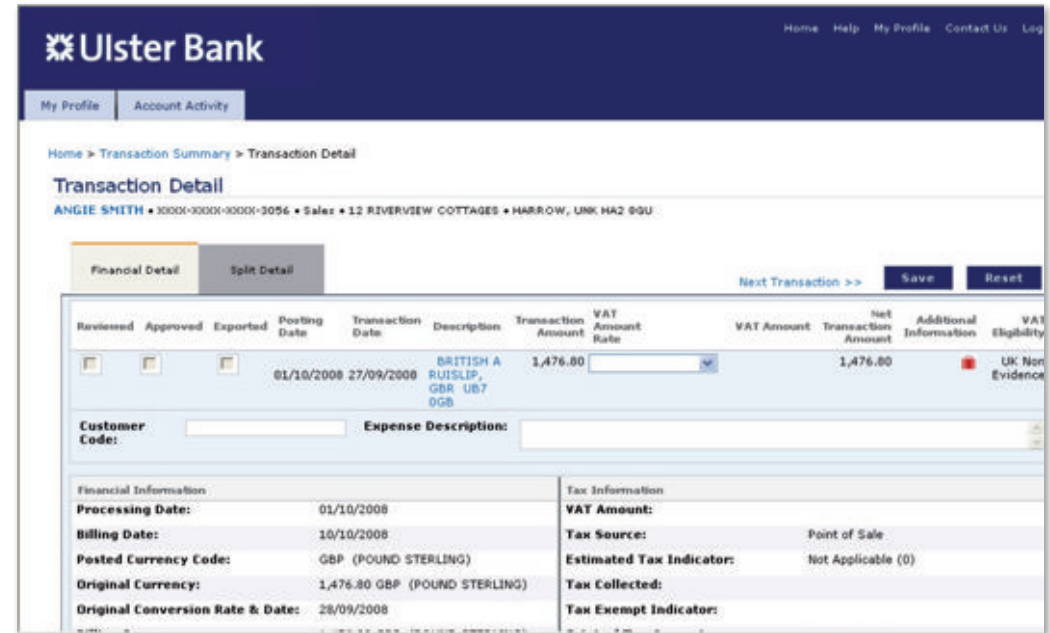 Home Help My Profile Contact Us Log
Ulster Bank
My Profile Account Activity
Home > Transaction Summary > Transaction Detail
Transaction Detail
ANGIE SMITH • XXXX-XXXX-XXXX-3056 • Sales • 12 RIVERVIEW COTTAGES • HARROW, UNK HA2 0GU
Financial Detail Split Detail
Next Transaction >> Save Reset
Reviewed Approved Exported Posting Date Transaction Date Description Transaction Amount VAT Amount Rate VAT Amount Net Transaction Amount Additional Information VAT Eligibility
01/10/2008 27/09/2008 BRITISH A RUISLIP, GBR UB7 0GB 1,476.80 1,476.80 UK Non Evidence
Customer Code: Expense Description:
Financial Information Tax Information
Processing Date: 01/10/2008 VAT Amount:
Billing Date: 10/10/2008 Tax Source: Point of Sale
Posted Currency Code: GBP (POUND STERLING) Estimated Tax Indicator: Not Applicable (0)
Original Currency: 1,476.80 GBP (POUND STERLING) Tax Collected:
Original Conversion Rate & Date: 28/09/2008 Tax Exempt Indicator: